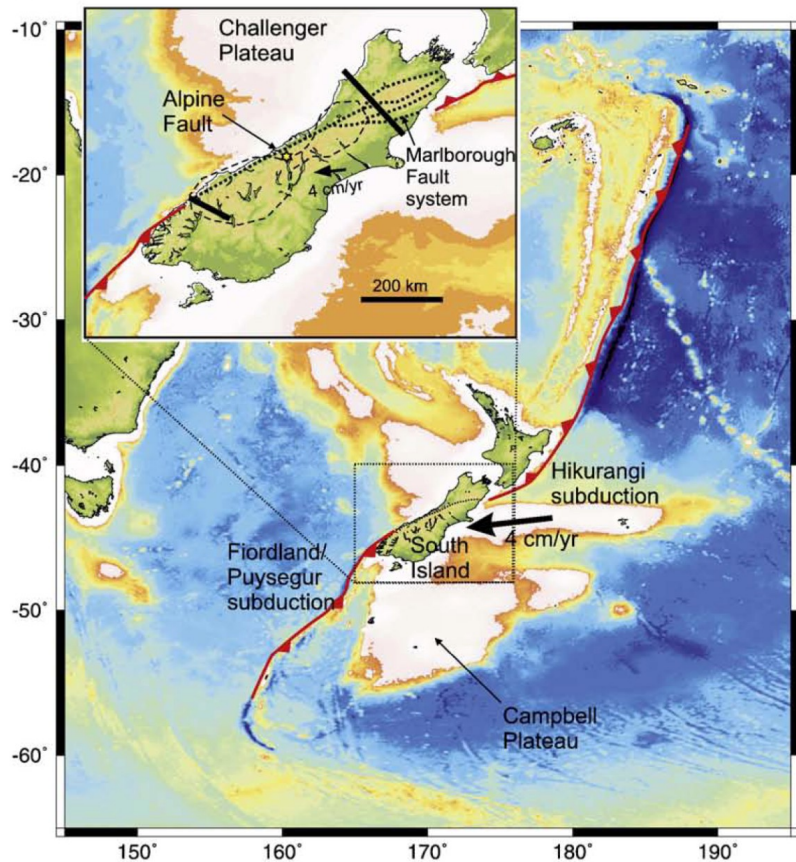 Challenger
Plateau
Alpine
Fault
Marlborough
Fault
system
4 cm/yr
200 km
Hikurangi
subduction
4 cm/yr
South
Island
Fiordland/
Puysegur
subduction
Campbell
Plateau
-10°
-20°
-30°
-40°
-50°
-60°
150°
160°
170°
180°
190°